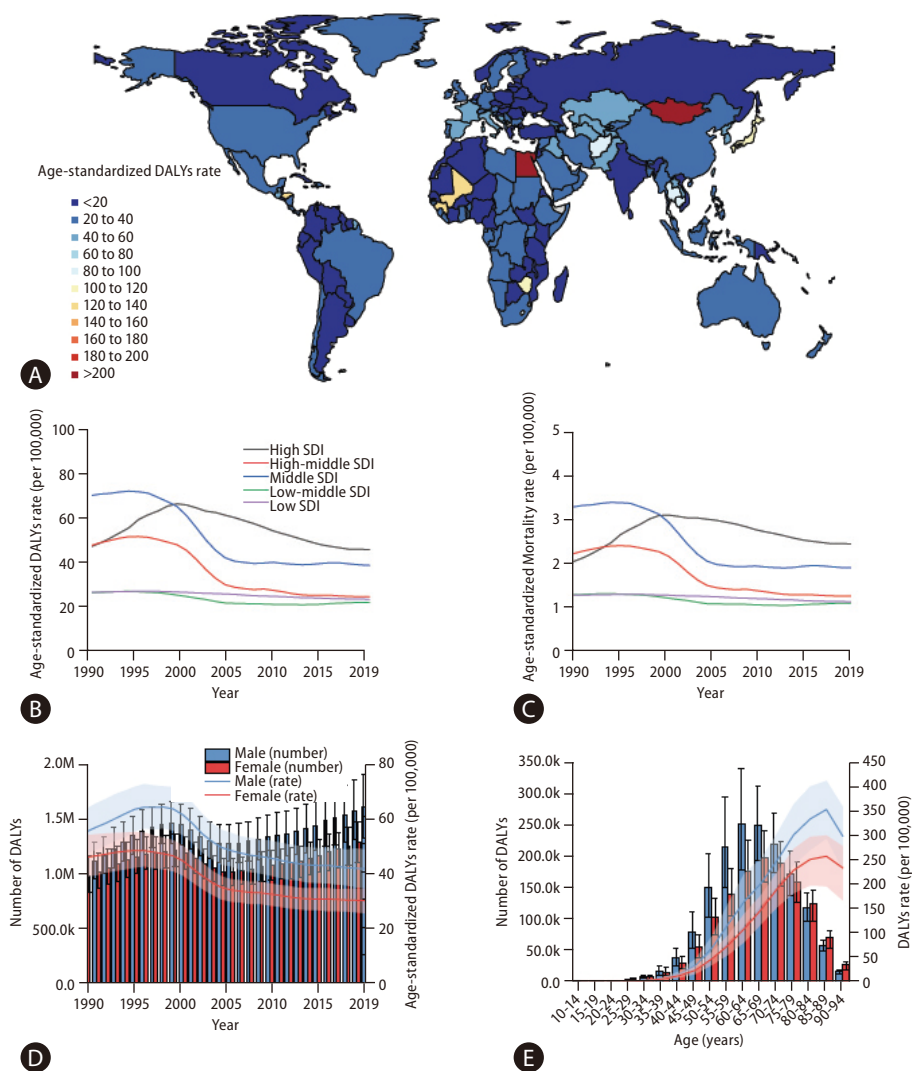 Age-standardized DALYs rate
<20
20 to 40
40 to 60
60 to 80
80 to 100
100 to 120
120 to 140
140 to 160
160 to 180
180 to 200
>200
A
Age-standardized DALYs rate (per 100,000)
100
80
60
40
20
0
High SDI
High-middle SDI
Middle SDI
Low-middle SDI
Low SDI
1990 1995 2000 2005 2010 2015 2019
Year
B
Age-standardized Mortality rate (per 100,000)
5
4
3
2
1
0
1990 1995 2000 2005 2010 2015 2019
Year
C
Number of DALYs
2.0M
1.5M
1.0M
500.0k
0.0
Male (number)
Female (number)
Male (rate)
Female (rate)
80
60
40
20
0
Age-standardized DALYs rate (per 100,000)
1990 1995 2000 2005 2010 2015 2019
Year
D
Number of DALYs
350.0k
300.0k
250.0k
200.0k
150.0k
100.0k
50.0k
0.0
450
400
350
300
250
200
150
100
50
0
DALYs rate (per 100,000)
10-14 15-19 20-24 25-29 30-34 35-39 40-44 45-49 50-54 55-59 60-64 65-69 70-74 75-79 80-84 85-89 90-94
Age (years)
E